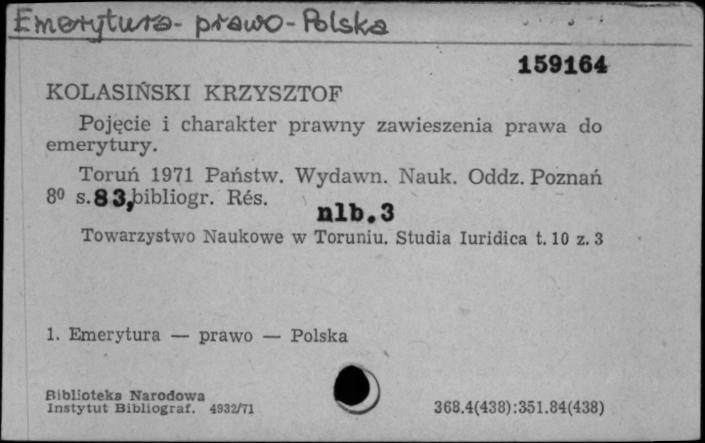 Emerytura - prawo - Polska
159164
KOLASIŃSKI KRZYSZTOF
Pojęcie i charakter prawny zawieszenia prawa do
emerytury.
Toruń 1971 Państw. Wydawn. Nauk. Oddz. Poznań
8⁰ s. 83, bibliogr. Rés.
nlb. 3
Towarzystwo Naukowe w Toruniu. Studia Iuridica t. 10 z. 3
1. Emerytura — prawo — Polska
Biblioteka Narodowa
Instytut Bibliograf. 4932/71
368.4(438):351.84(438)